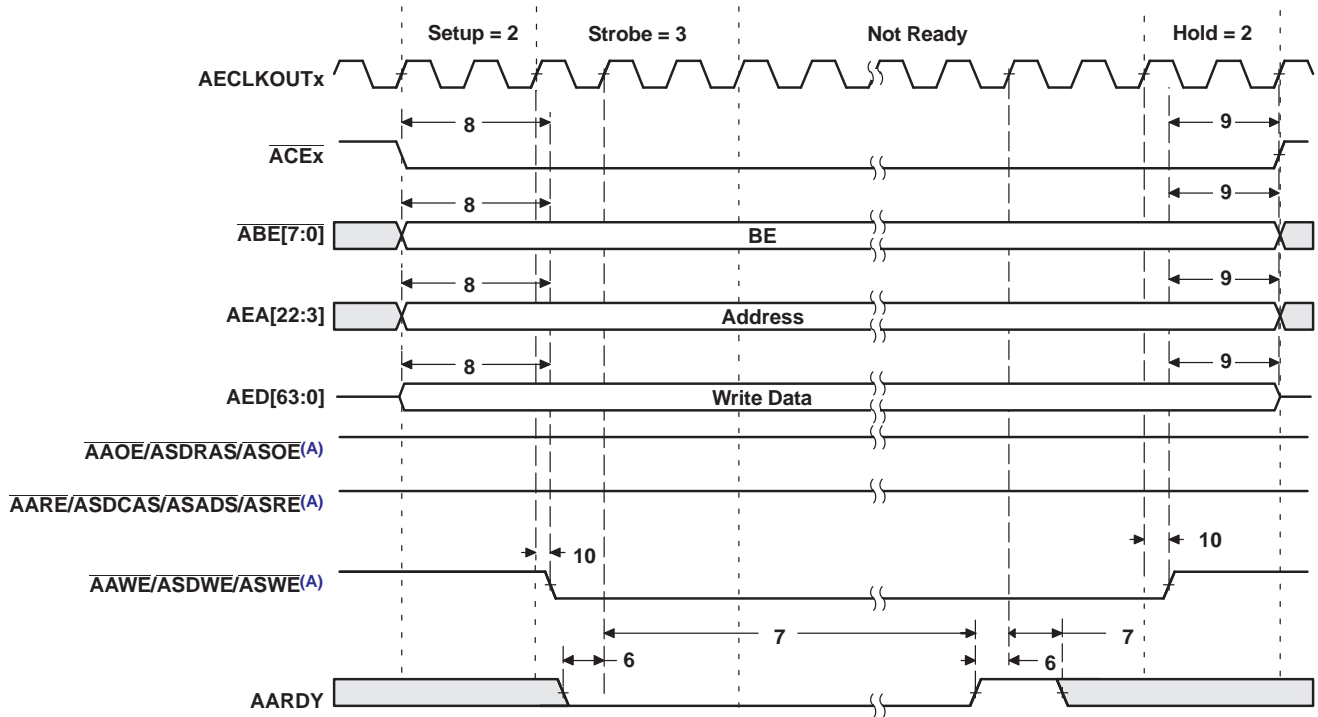 Setup = 2 Strobe = 3 Not Ready Hold = 2
AECLKOUTx
8 9
ACEx
8 9
ABE[7:0] BE
8 9
AEA[22:3] Address
8 9
AED[63:0] Write Data
AAOE/ASDRAS/ASOE(A)
AARE/ASDCAS/ASADS/ASRE(A)
10 10
AAWE/ASDWE/ASWE(A)
7 7
6 6
AARDY